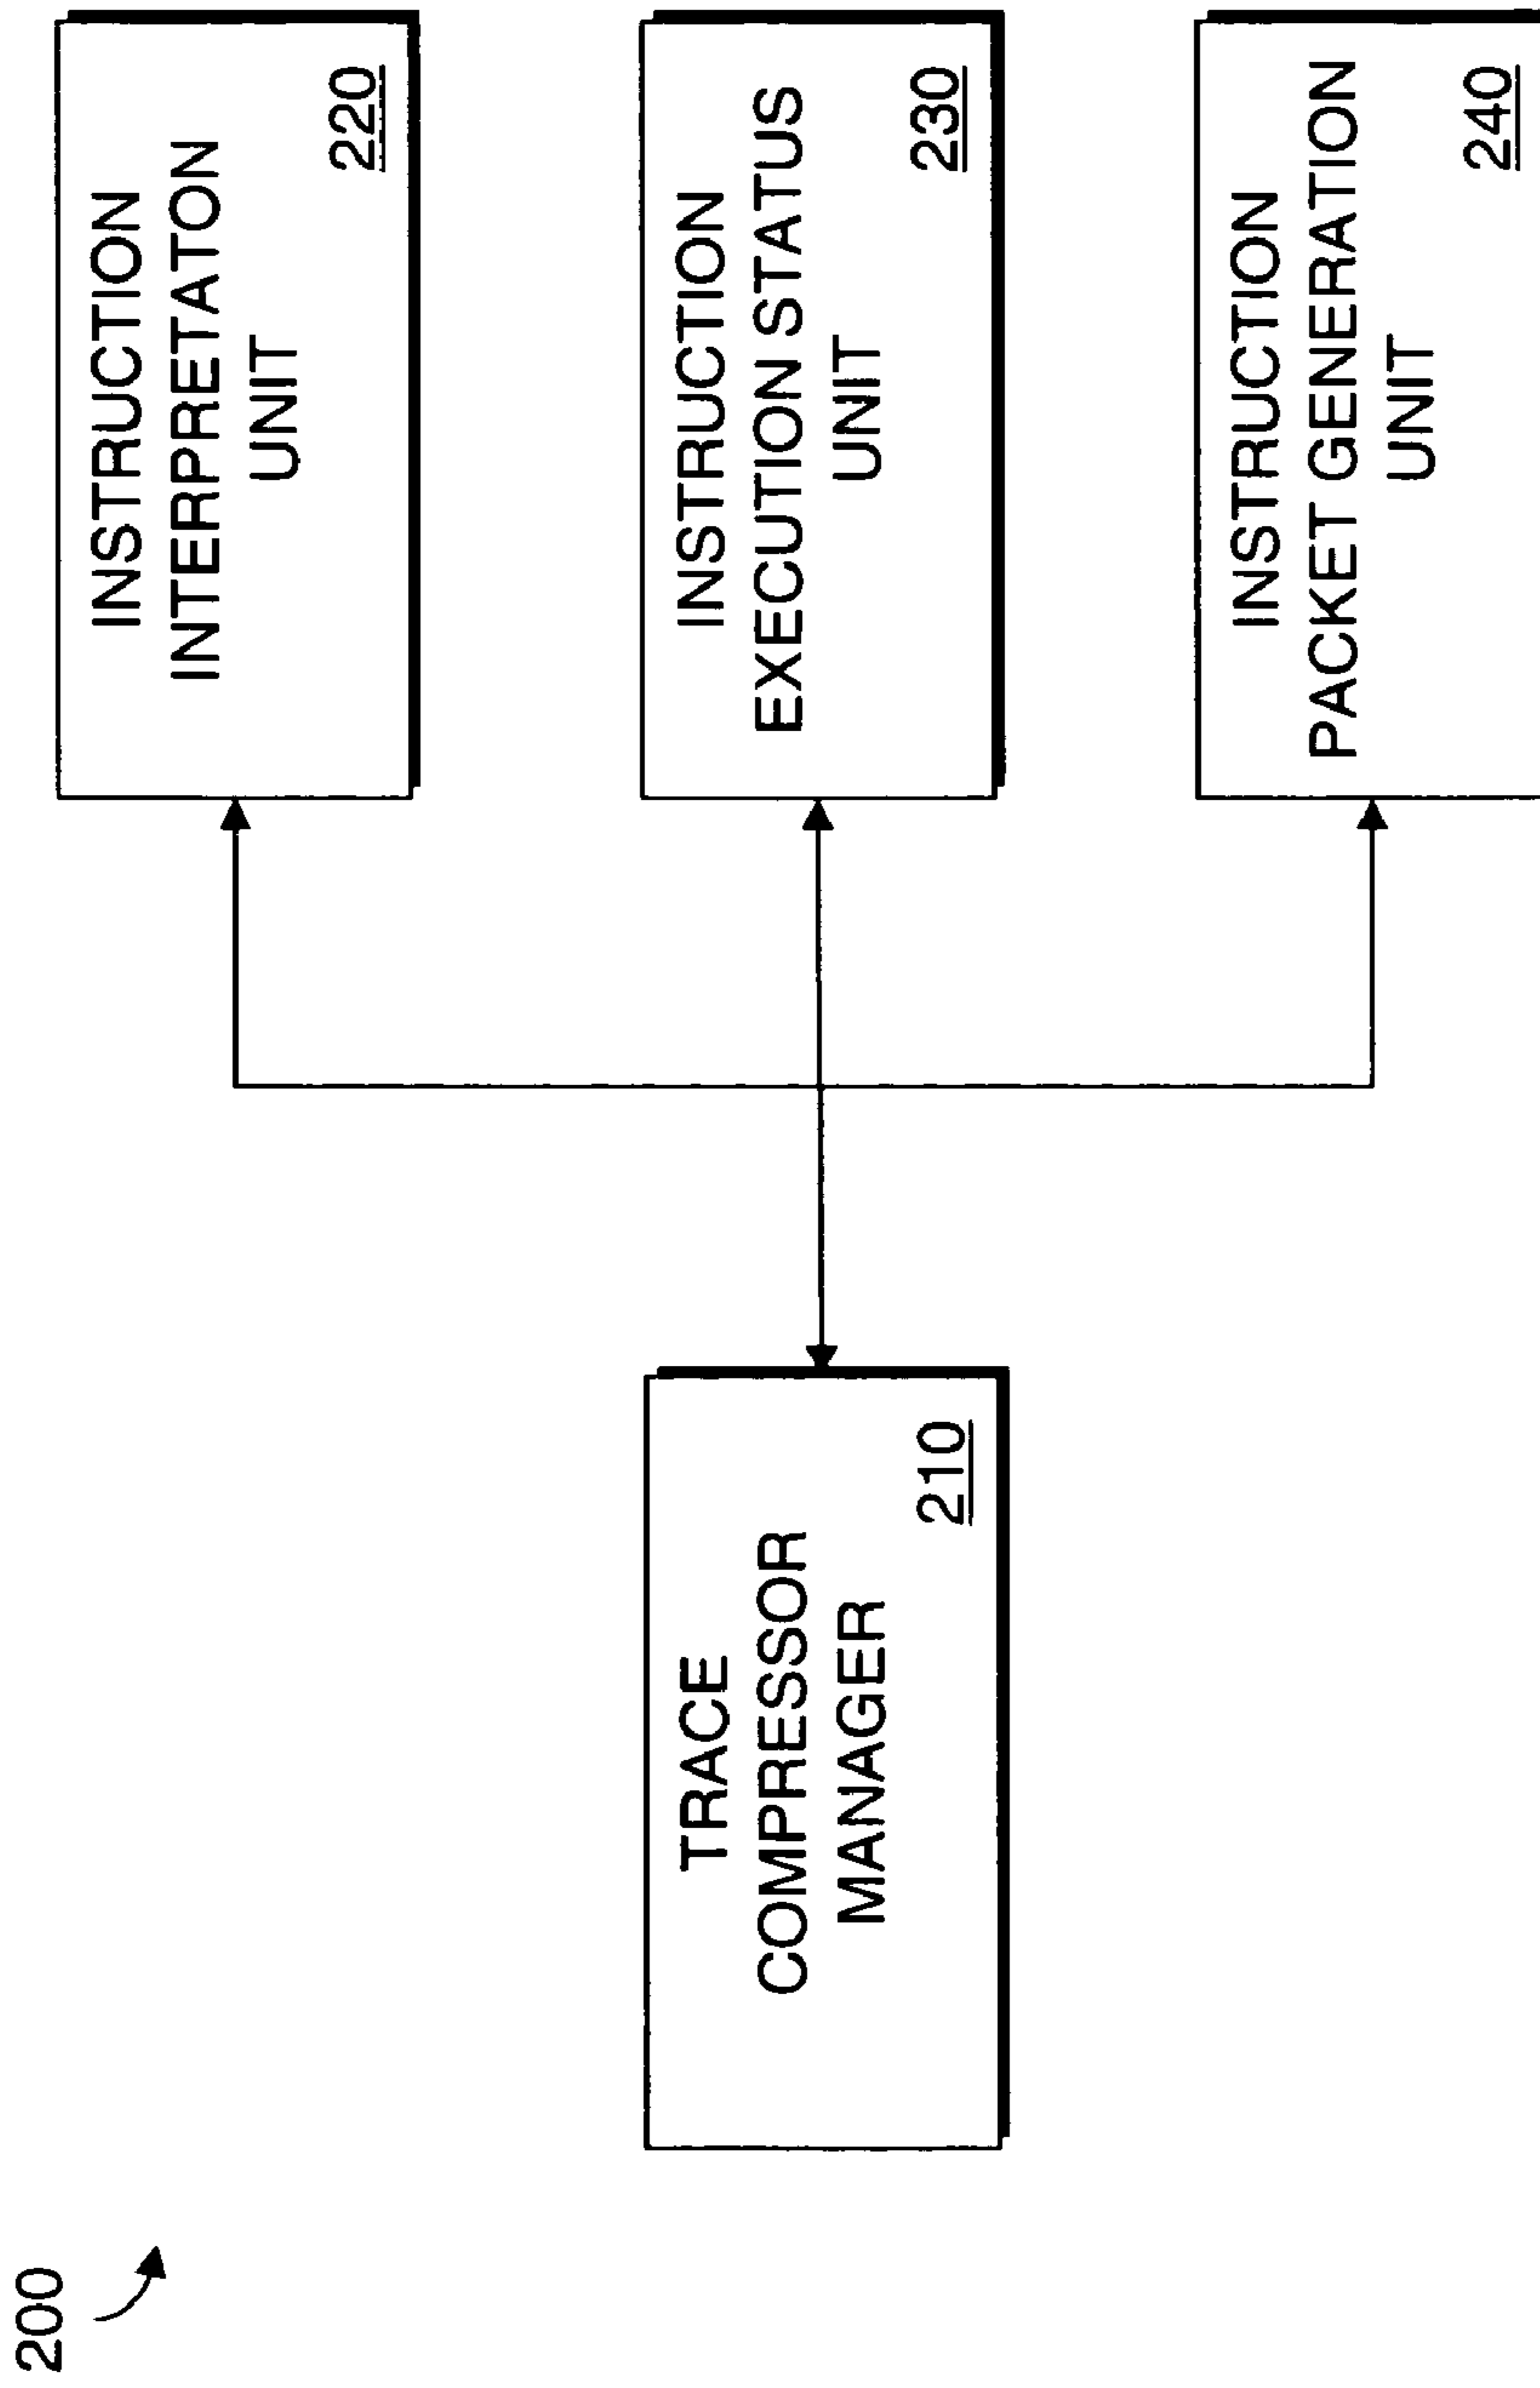 200
TRACE
COMPRESSOR
MANAGER
210
INSTRUCTION
INTERPRETATON
UNIT
220
INSTRUCTION
EXECUTION STATUS
UNIT
230
INSTRUCTION
PACKET GENERATION
UNIT
240